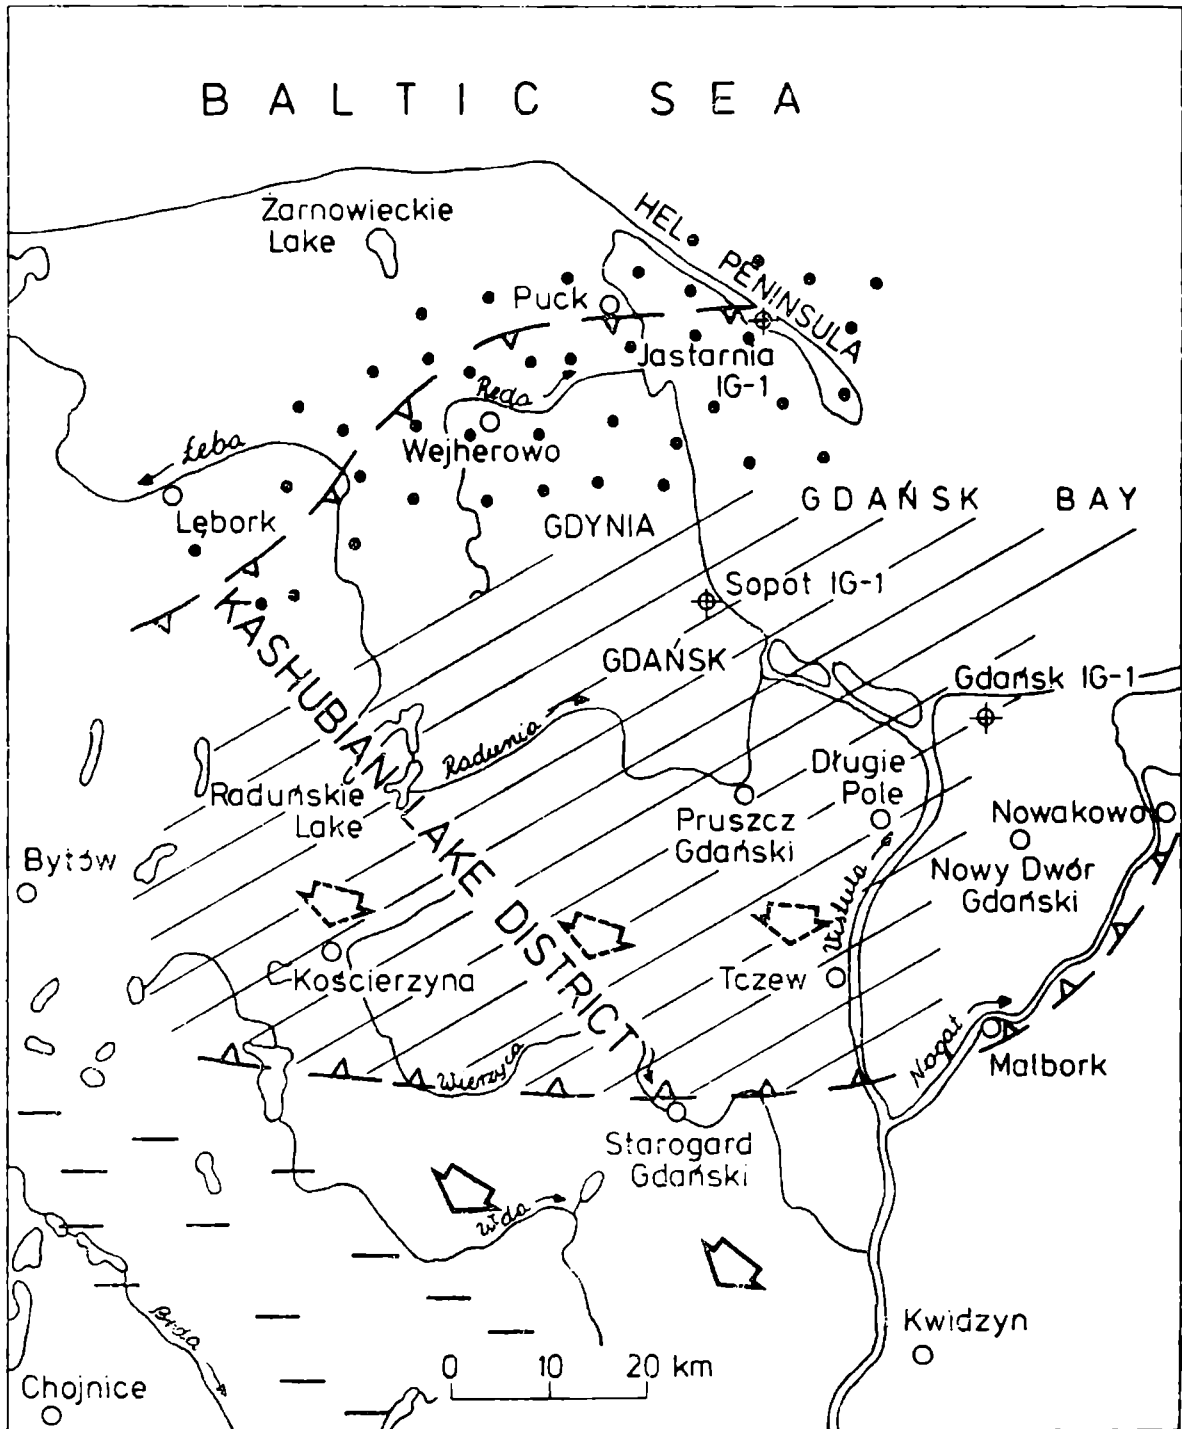 BALTIC SEA
Żarnowieckie
Lake
HEL
PENINSULA
Puck
Jastarnia
IG-1
Reda
Wejherowo
Łeba
Lębork
GDYNIA
GDAŃSK BAY
Sopot IG-1
KASHUBIAN LAKE DISTRICT
GDAŃSK
Gdańsk IG-1
Radunia
Raduńskie
Lake
Długie
Pole
Pruszcz
Gdański
Nowakowo
Nowy Dwór
Gdański
Bytów
Wisła
Kościerzyna
Tczew
Nogat
Malbork
Wierzyca
Starogard
Gdański
Wda
Brda
Kwidzyn
0 10 20 km
Chojnice